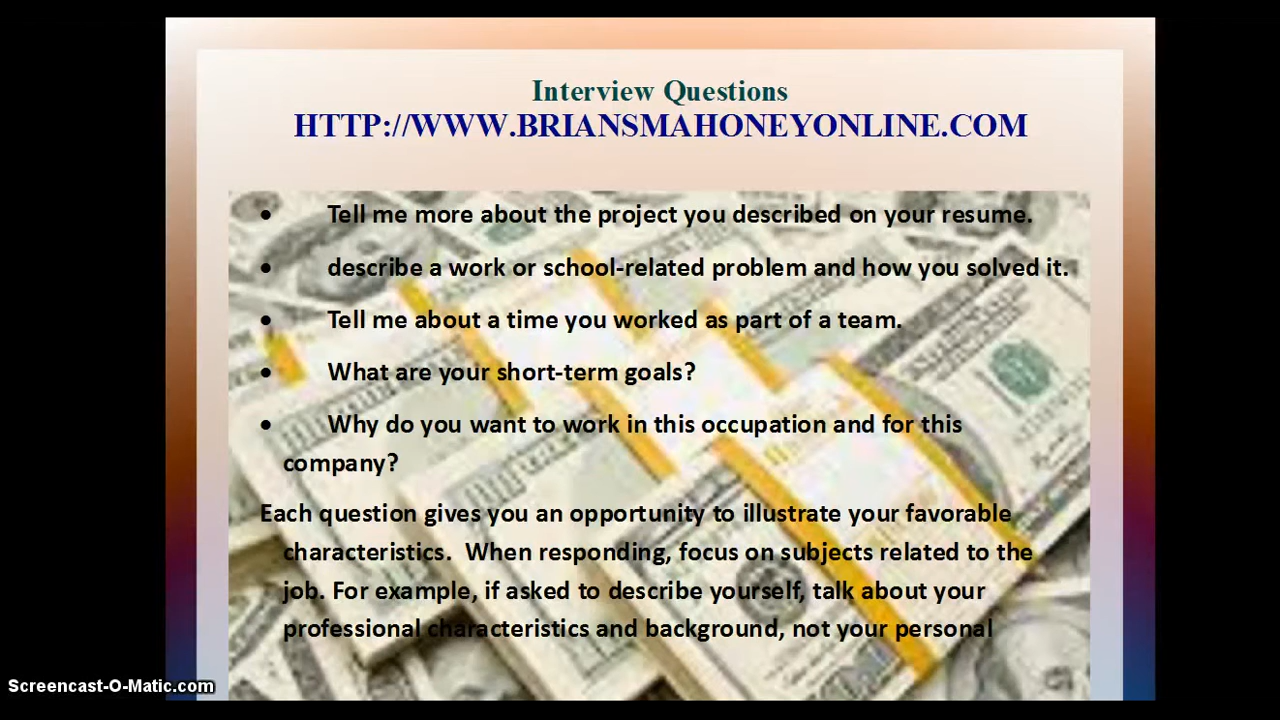 Interview Questions
HTTP://WWW.BRIANSMAHONEYONLINE.COM
• Tell me more about the project you described on your resume.
• describe a work or school-related problem and how you solved it.
• Tell me about a time you worked as part of a team.
• What are your short-term goals?
• Why do you want to work in this occupation and for this
company?
Each question gives you an opportunity to illustrate your favorable
characteristics.  When responding, focus on subjects related to the
job. For example, if asked to describe yourself, talk about your
professional characteristics and background, not your personal
Screencast-O-Matic.com